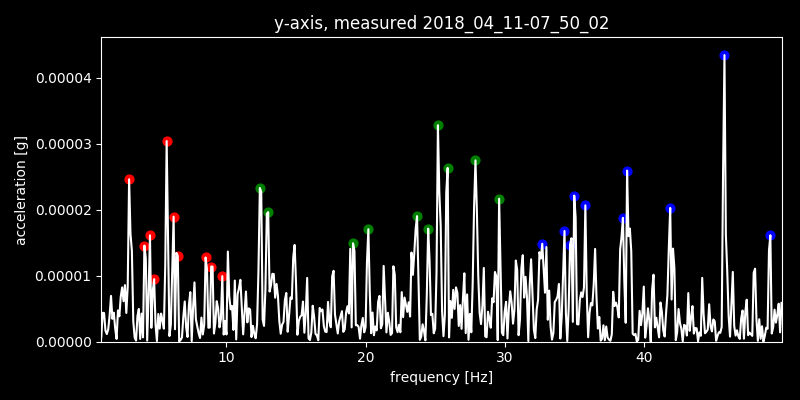 y-axis, measured 2018_04_11-07_50_02
acceleration [g]
0.00004
0.00003
0.00002
0.00001
0.00000
10 20 30 40
frequency [Hz]